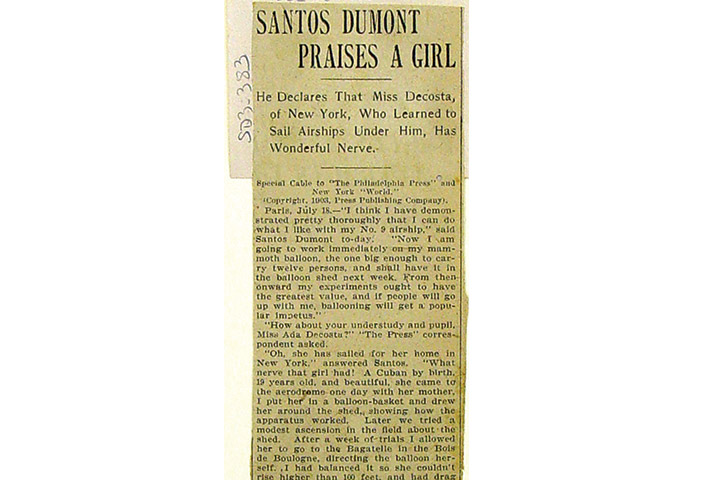 SANTOS DUMONT
PRAISES A GIRL
He Declares That Miss Decosta,
of New York, Who Learned to
Sail Airships Under Him, Has
Wonderful Nerve.
Special Cable to "The Philadelphia Press" and
New York "World."
(Copyright, 1903, Press Publishing Company).
Paris, July 18.—"I think I have demon-
strated pretty thoroughly that I can do
what I like with my No. 9 airship," said
Santos Dumont to-day. "Now I am
going to work immediately on my mam-
moth balloon, the one big enough to car-
ry twelve persons, and shall have it in
the balloon shed next week. From then
onward my experiments ought to have
the greatest value, and if people will go
up with me, ballooning will get a popu-
lar impetus."
"How about your understudy and pupil,
Miss Ada Decosta?" "The Press" corres-
pondent asked.
"Oh, she has sailed for her home in
New York," answered Santos. "What
nerve that girl had! A Cuban by birth,
19 years old, and beautiful, she came to
the aerodrome one day with her mother.
I put her in a balloon-basket and drew
her around the shed, showing how the
apparatus worked. Later we tried a
modest ascension in the field about the
shed. After a week of trials I allowed
her to go to the Bagatelle in the Bois
de Boulogne, directing the balloon her-
self. I had balanced it so she couldn't
rise higher than 100 feet, and had drag
SD3-383